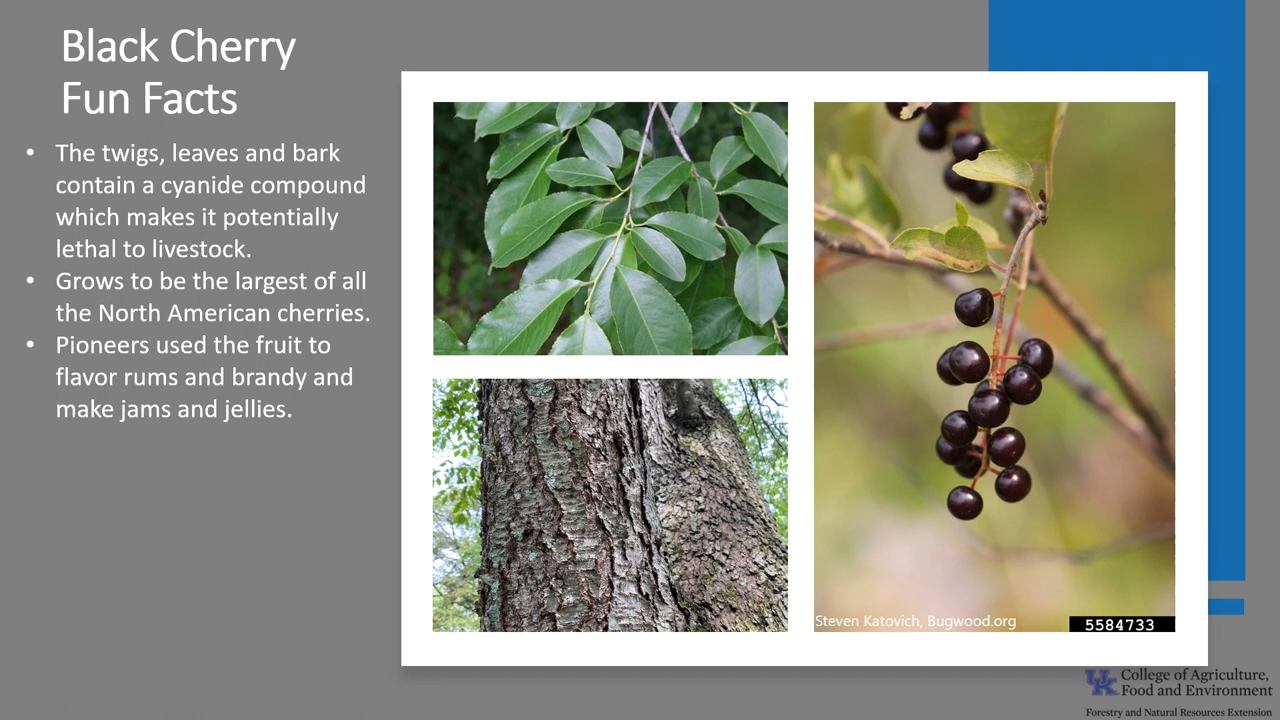 Black Cherry
Fun Facts
• The twigs, leaves and bark
contain a cyanide compound
which makes it potentially
lethal to livestock.
• Grows to be the largest of all
the North American cherries.
• Pioneers used the fruit to
flavor rums and brandy and
make jams and jellies.
Steven Katovich, Bugwood.org
5584733
UK
College of Agriculture,
Food and Environment
Forestry and Natural Resources Extension